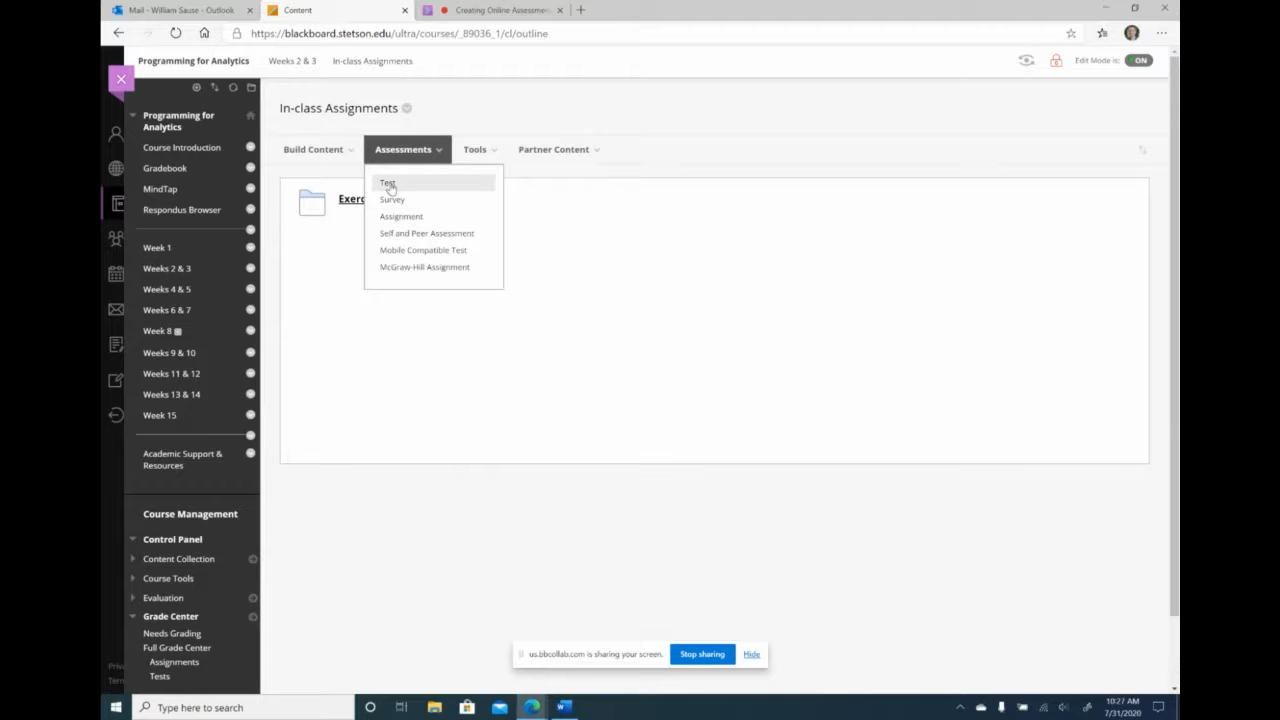 Mail - William Sause - Outlook
Content
Creating Online Assessmen
https://blackboard.stetson.edu/ultra/courses/_89036_1/cl/outline
Programming for Analytics
Weeks 2 & 3
In-class Assignments
Edit Mode is:
ON
Programming for
Analytics
Course Introduction
Gradebook
MindTap
Respondus Browser
Week 1
Weeks 2 & 3
Weeks 4 & 5
Weeks 6 & 7
Week 8
Weeks 9 & 10
Weeks 11 & 12
Weeks 13 & 14
Week 15
Academic Support &
Resources
Course Management
Control Panel
Content Collection
Course Tools
Evaluation
Grade Center
Needs Grading
Full Grade Center
Assignments
Tests
Priv
Term
In-class Assignments
Build Content
Assessments
Tools
Partner Content
Exerc
Test
Survey
Assignment
Self and Peer Assessment
Mobile Compatible Test
McGraw-Hill Assignment
us.bbcollab.com is sharing your screen.
Stop sharing
Hide
Type here to search
10:27 AM
7/31/2020